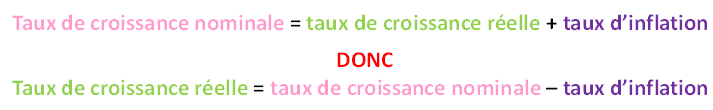 Taux de croissance nominale = taux de croissance réelle + taux d’inflation
DONC
Taux de croissance réelle = taux de croissance nominale – taux d’inflation